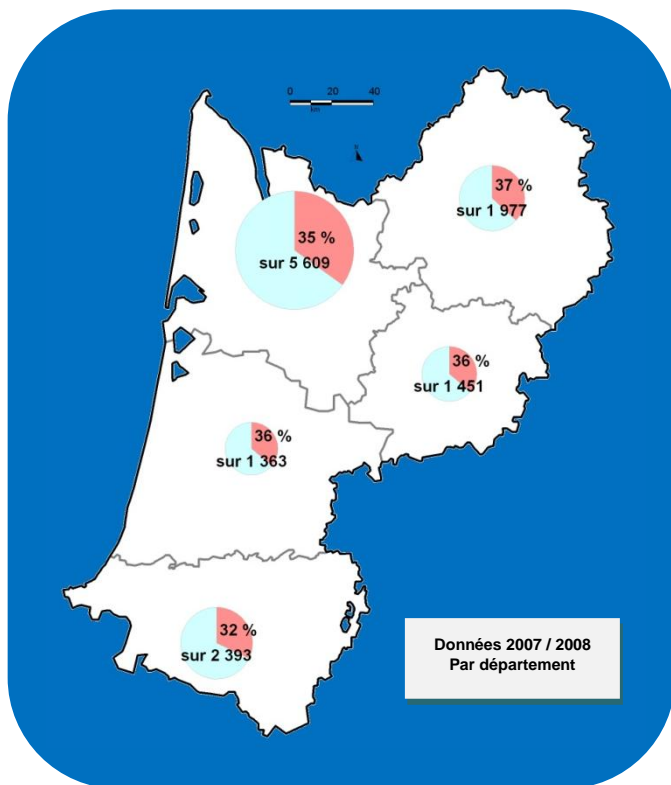 0 20 40
km
N
37 %
sur 1 977
35 %
sur 5 609
36 %
sur 1 451
36 %
sur 1 363
32 %
sur 2 393
Données 2007 / 2008
Par département